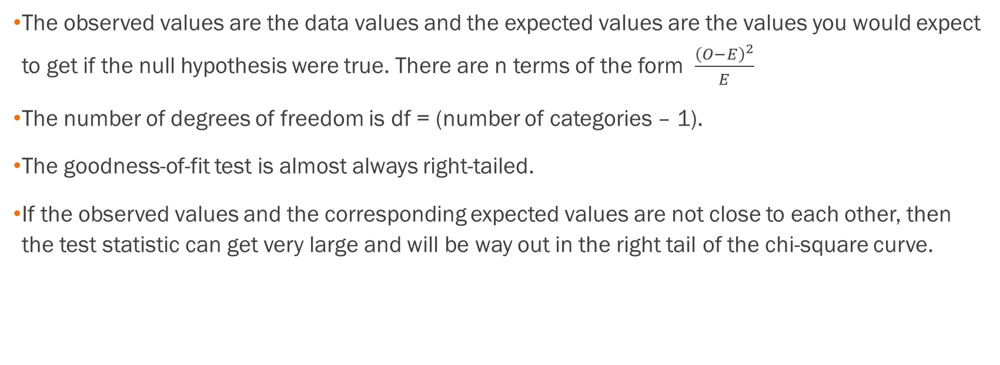 •The observed values are the data values and the expected values are the values you would expect
to get if the null hypothesis were true. There are n terms of the form (O−E)²/E
•The number of degrees of freedom is df = (number of categories – 1).
•The goodness-of-fit test is almost always right-tailed.
•If the observed values and the corresponding expected values are not close to each other, then
the test statistic can get very large and will be way out in the right tail of the chi-square curve.